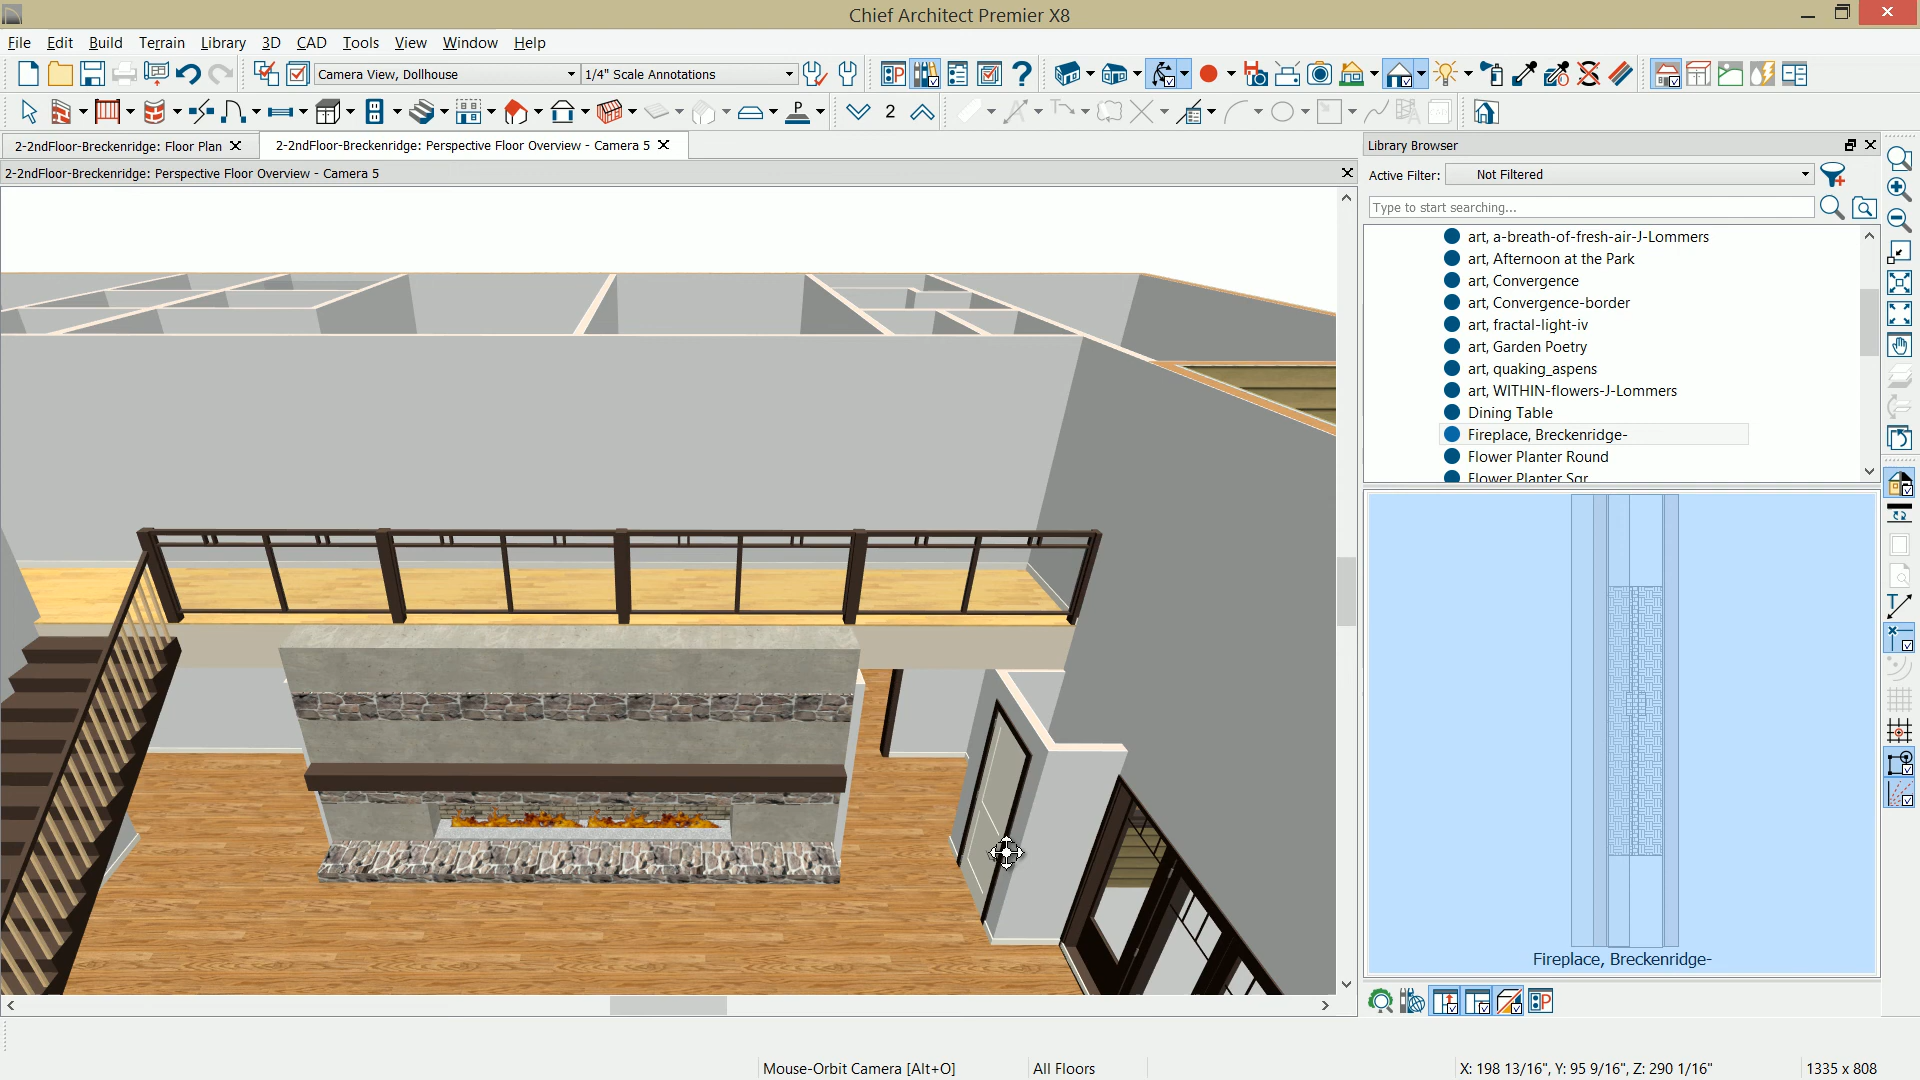 Chief Architect Premier X8
File Edit Build Terrain Library 3D CAD Tools View Window Help
Camera View, Dollhouse 1/4" Scale Annotations
2
2-2ndFloor-Breckenridge: Floor Plan 2-2ndFloor-Breckenridge: Perspective Floor Overview - Camera 5
2-2ndFloor-Breckenridge: Perspective Floor Overview - Camera 5
Library Browser
Active Filter: Not Filtered
Type to start searching...
art, a-breath-of-fresh-air-J-Lommers
art, Afternoon at the Park
art, Convergence
art, Convergence-border
art, fractal-light-iv
art, Garden Poetry
art, quaking_aspens
art, WITHIN-flowers-J-Lommers
Dining Table
Fireplace, Breckenridge-
Flower Planter Round
Flower Planter Sqr
Fireplace, Breckenridge-
Mouse-Orbit Camera [Alt+O] All Floors X: 198 13/16", Y: 95 9/16", Z: 290 1/16" 1335 x 808